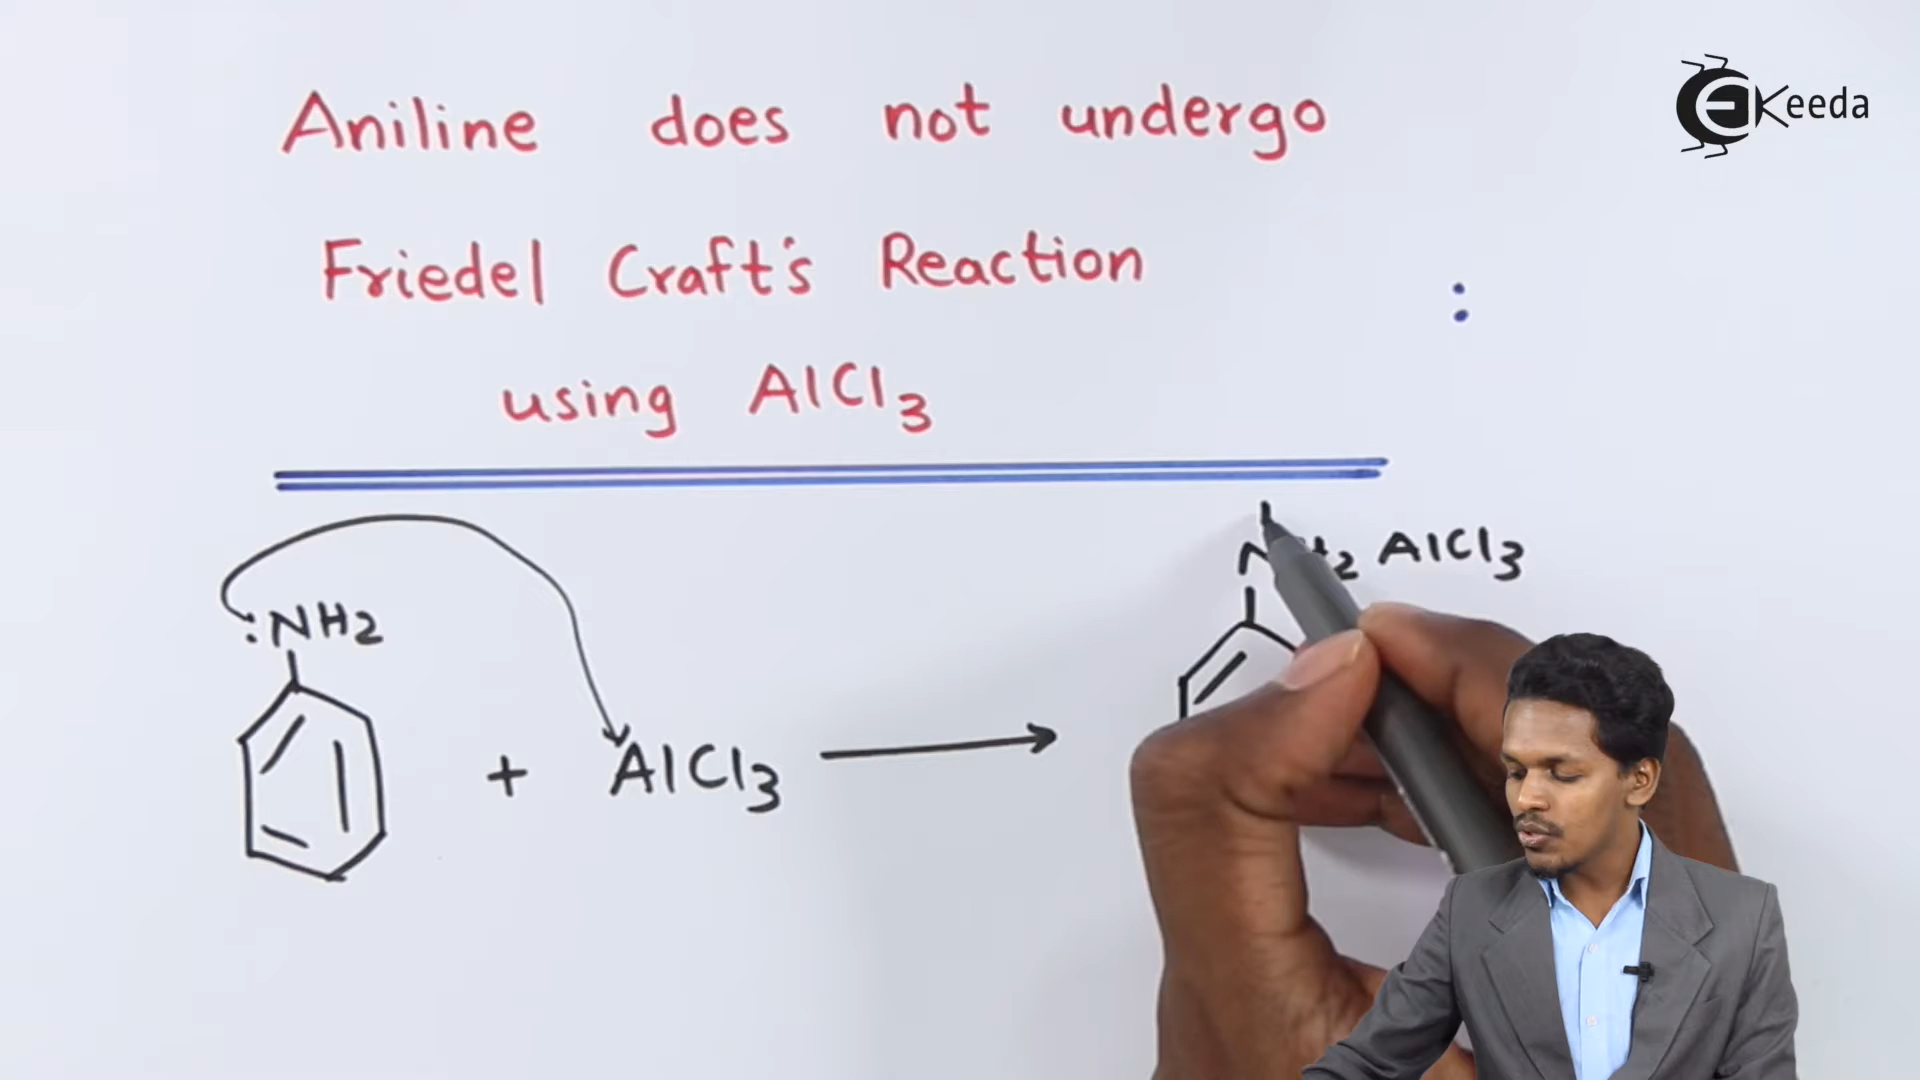 Keeda
Aniline does not undergo
:
Friedel Craft's Reaction
using AlCl3
AlCl3
:NH2
+ AlCl3